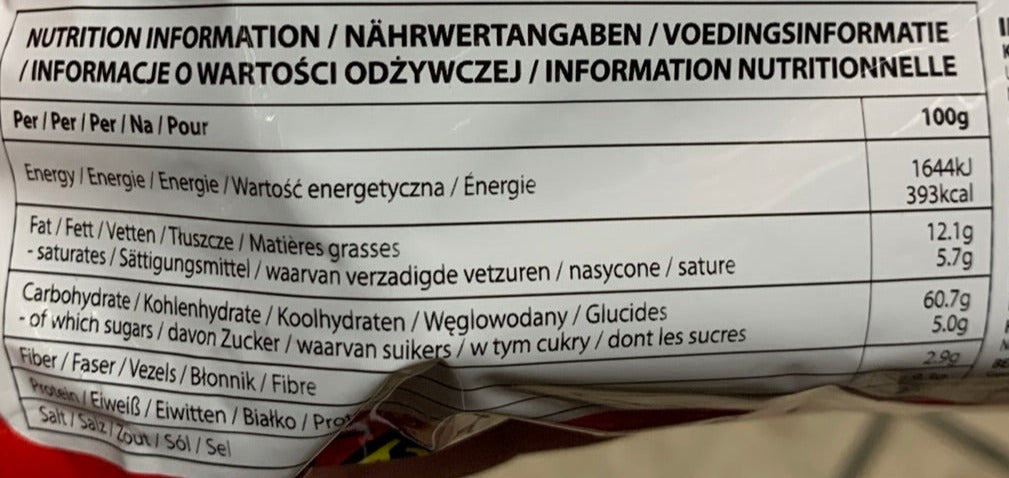 NUTRITION INFORMATION / NÄHRWERTANGABEN / VOEDINGSINFORMATIE
/ INFORMACJE O WARTOŚCI ODŻYWCZEJ / INFORMATION NUTRITIONNELLE
Per / Per / Per / Na / Pour 100g
Energy / Energie / Energie / Wartość energetyczna / Énergie 1644kJ
393kcal
Fat / Fett / Vetten / Tłuszcze / Matières grasses 12.1g
- saturates / Sättigungsmittel / waarvan verzadigde vetzuren / nasycone / sature 5.7g
Carbohydrate / Kohlenhydrate / Koolhydraten / Węglowodany / Glucides 60.7g
- of which sugars / davon Zucker / waarvan suikers / w tym cukry / dont les sucres 5.0g
Fiber / Faser / Vezels / Błonnik / Fibre 2.9g
Protein / Eiweiß / Eiwitten / Białko /
Salt / Salz / Zout / Sól / Sel